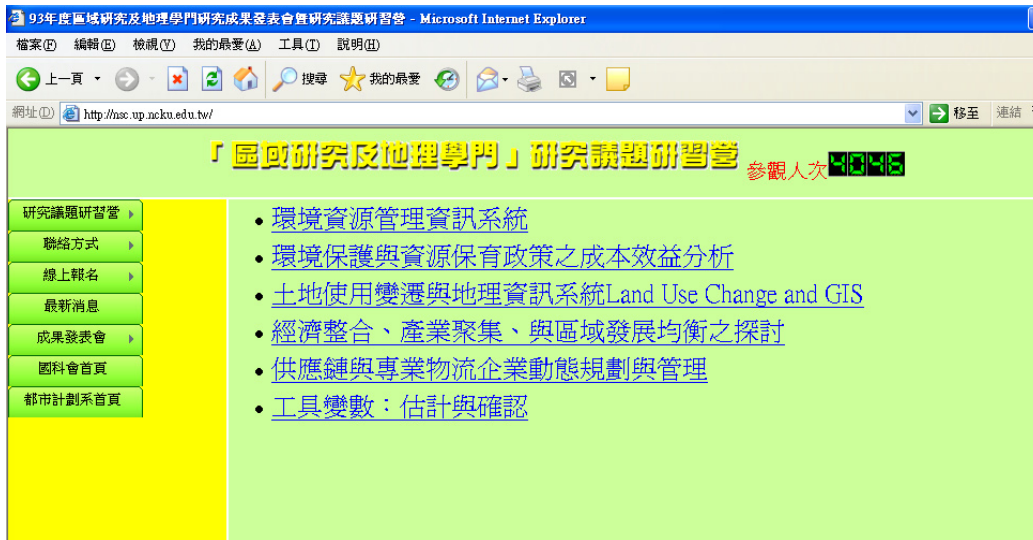 93年度區域研究及地理學門研究成果發表會暨研究議題研習營 - Microsoft Internet Explorer
檔案(F) 編輯(E) 檢視(V) 我的最愛(A) 工具(T) 說明(H)
上一頁 搜尋 我的最愛
網址(D) http://nsc.up.ncku.edu.tw/ 移至 連結
「區域研究及地理學門」研究議題研習營 參觀人次4046
研究議題研習營
聯絡方式
線上報名
最新消息
成果發表會
國科會首頁
都市計劃系首頁
• 環境資源管理資訊系統
• 環境保護與資源保育政策之成本效益分析
• 土地使用變遷與地理資訊系統Land Use Change and GIS
• 經濟整合、產業聚集、與區域發展均衡之探討
• 供應鏈與專業物流企業動態規劃與管理
• 工具變數：估計與確認